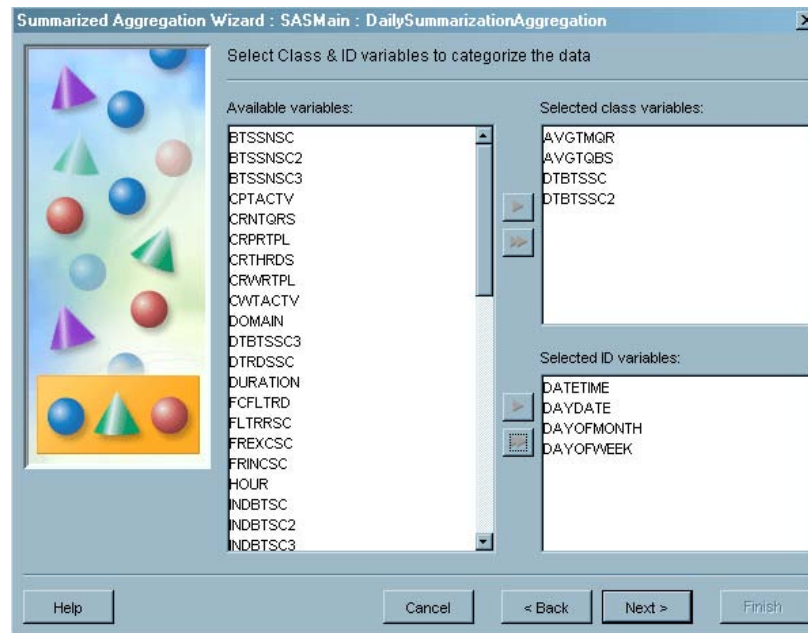 Summarized Aggregation Wizard : SASMain : DailySummarizationAggregation
Select Class & ID variables to categorize the data
Available variables:
BTSSNSC
BTSSNSC2
BTSSNSC3
CPTACTV
CRNTQRS
CRPRTPL
CRTHRDS
CRWRTPL
CWTACTV
DOMAIN
DTBTSSC3
DTRDSSC
DURATION
FCFLTRD
FLTRRSC
FREXCSC
FRINCSC
HOUR
INDBTSC
INDBTSC2
INDBTSC3
Selected class variables:
AVGTMQR
AVGTQBS
DTBTSSC
DTBTSSC2
Selected ID variables:
DATETIME
DAYDATE
DAYOFMONTH
DAYOFWEEK
Help
Cancel
< Back
Next >
Finish